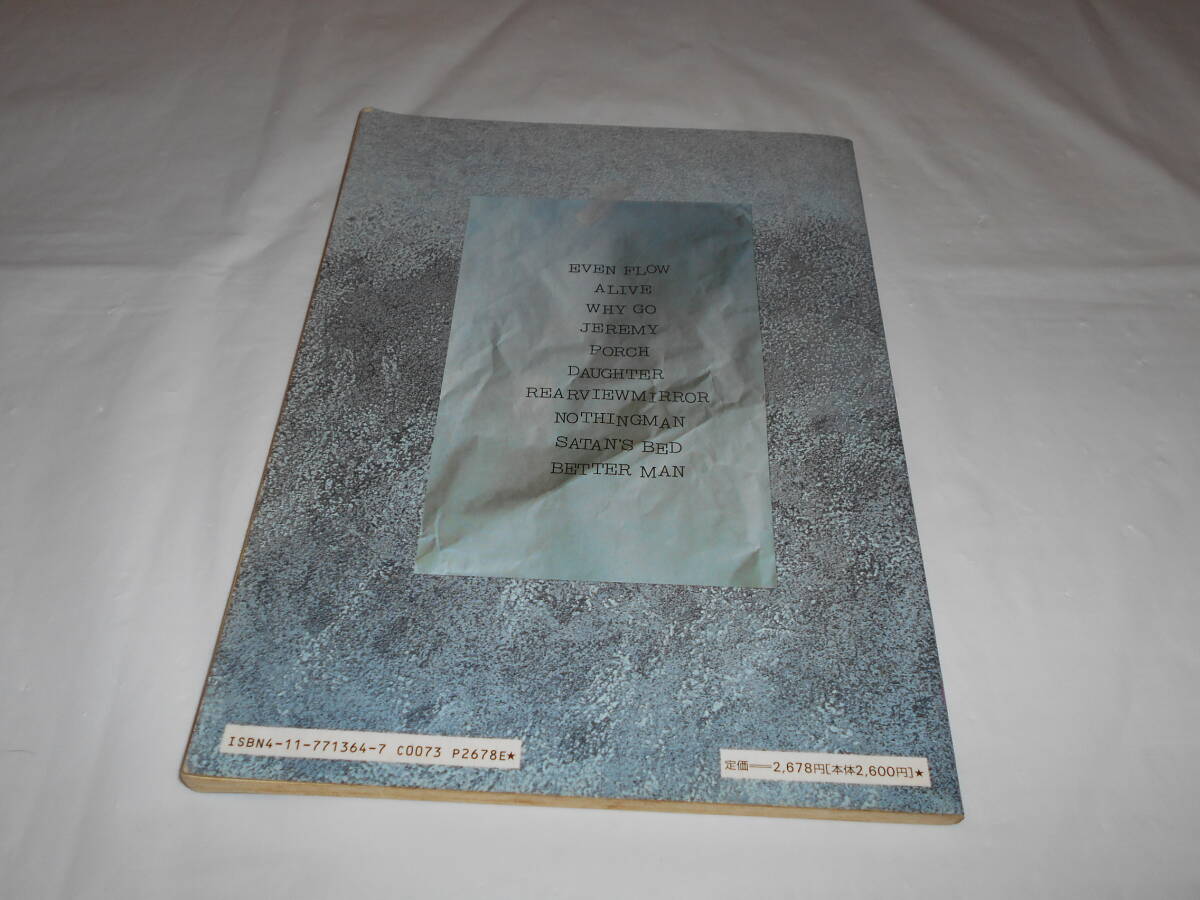 EVEN FLOW
ALIVE
WHY GO
JEREMY
PORCH
DAUGHTER
REARVIEWMIRROR
NOTHINGMAN
SATAN'S BED
BETTER MAN
ISBN4-11-771364-7 C0073 P2678E★
定価══2,678円[本体2,600円]★